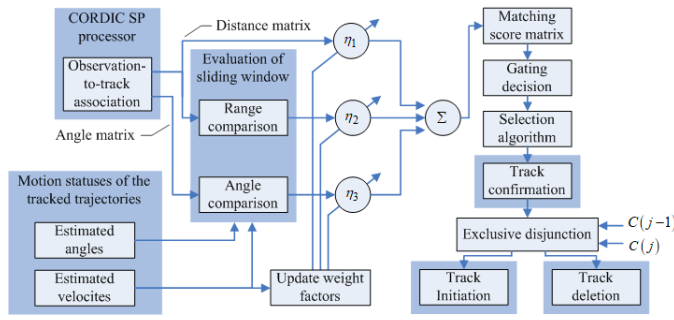 CORDIC SP
processor
Observation-
to-track
association
Distance matrix
Angle matrix
Evaluation of
sliding window
Range
comparison
Angle
comparison
Motion statuses of the
tracked trajectories
Estimated
angles
Estimated
velocites
Update weight
factors
η1
η2
η3
Σ
Matching
score matrix
Gating
decision
Selection
algorithm
Track
confirmation
Exclusive disjunction
C(j−1)
C(j)
Track
Initiation
Track
deletion